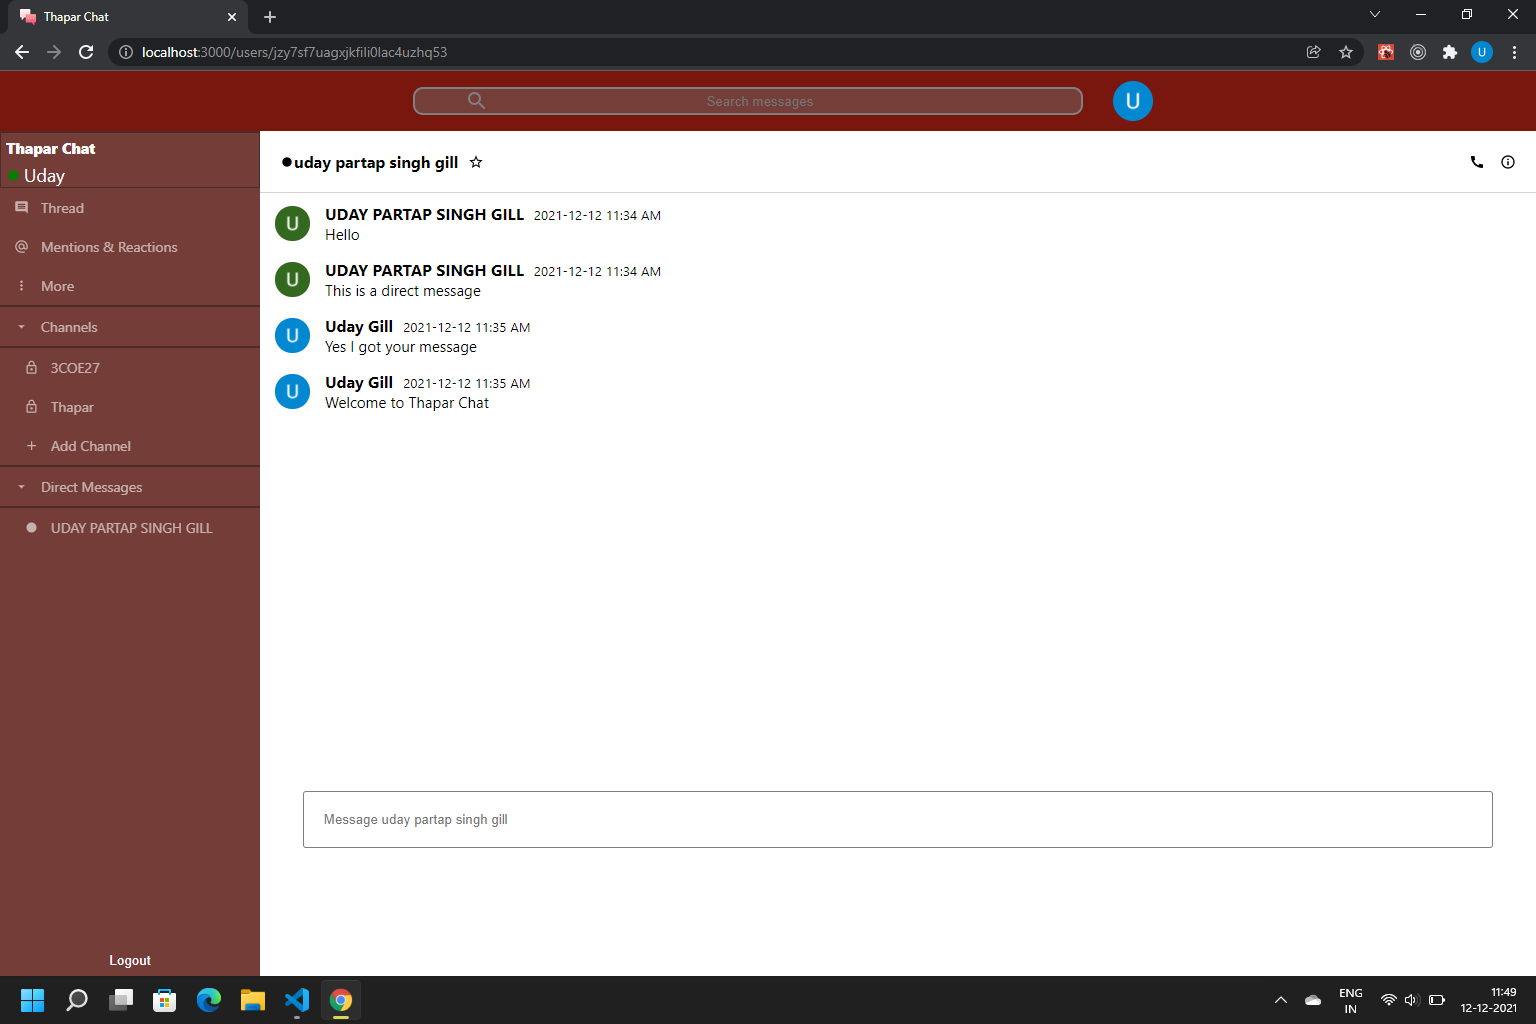 Thapar Chat
localhost:3000/users/jzy7sf7uagxjkfili0lac4uzhq53
U
Search messages
U
Thapar Chat
Uday
Thread
Mentions & Reactions
More
Channels
3COE27
Thapar
Add Channel
Direct Messages
UDAY PARTAP SINGH GILL
Logout
uday partap singh gill
U
UDAY PARTAP SINGH GILL 2021-12-12 11:34 AM
Hello
U
UDAY PARTAP SINGH GILL 2021-12-12 11:34 AM
This is a direct message
U
Uday Gill 2021-12-12 11:35 AM
Yes I got your message
U
Uday Gill 2021-12-12 11:35 AM
Welcome to Thapar Chat
Message uday partap singh gill
ENG
IN
11:49
12-12-2021